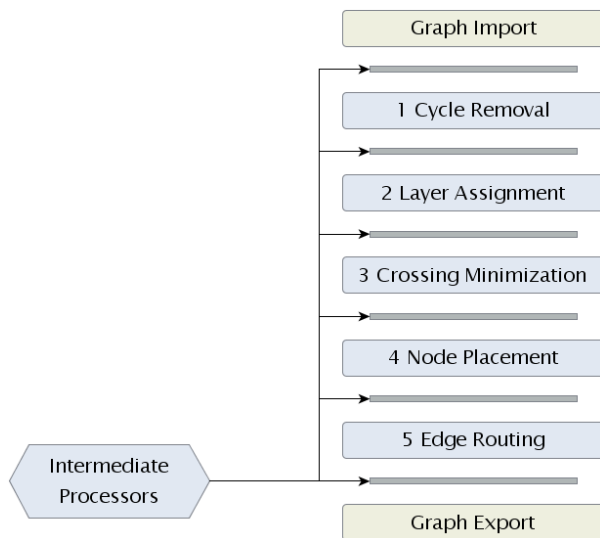 Graph Import
1 Cycle Removal
2 Layer Assignment
3 Crossing Minimization
4 Node Placement
5 Edge Routing
Intermediate
Processors
Graph Export